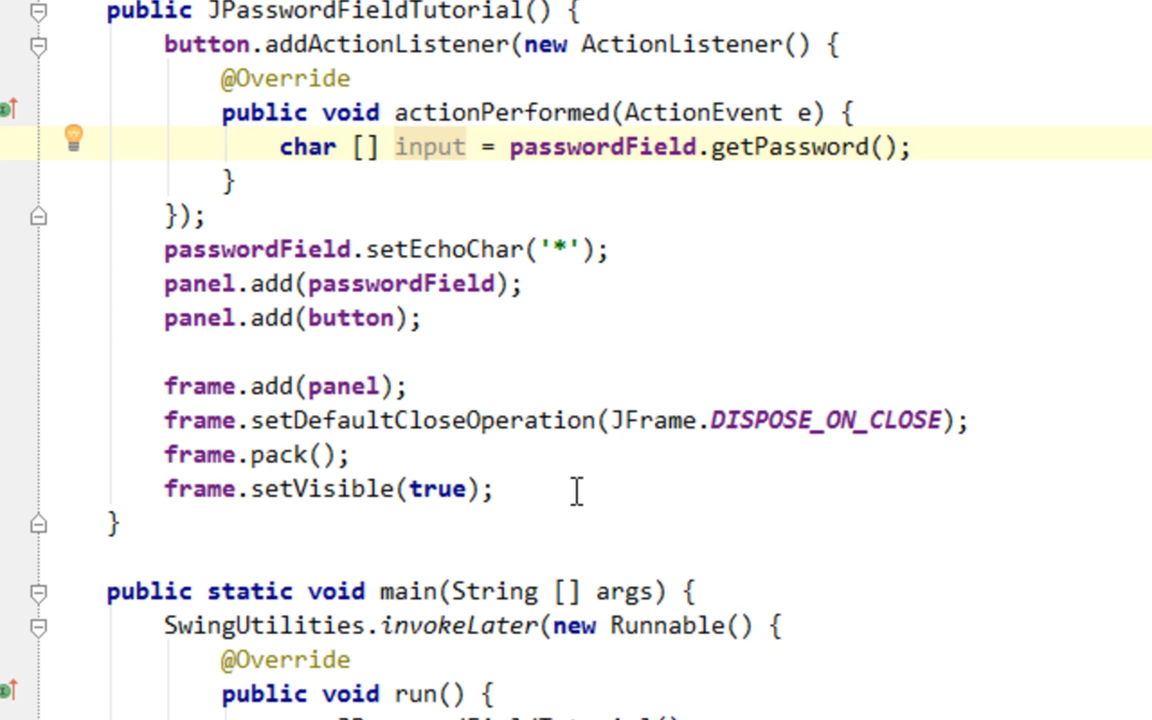 public JPasswordFieldTutorial() {
button.addActionListener(new ActionListener() {
@Override
public void actionPerformed(ActionEvent e) {
char [] input = passwordField.getPassword();
}
});
passwordField.setEchoChar('*');
panel.add(passwordField);
panel.add(button);
frame.add(panel);
frame.setDefaultCloseOperation(JFrame.DISPOSE_ON_CLOSE);
frame.pack();
frame.setVisible(true);
}
public static void main(String [] args) {
SwingUtilities.invokeLater(new Runnable() {
@Override
public void run() {